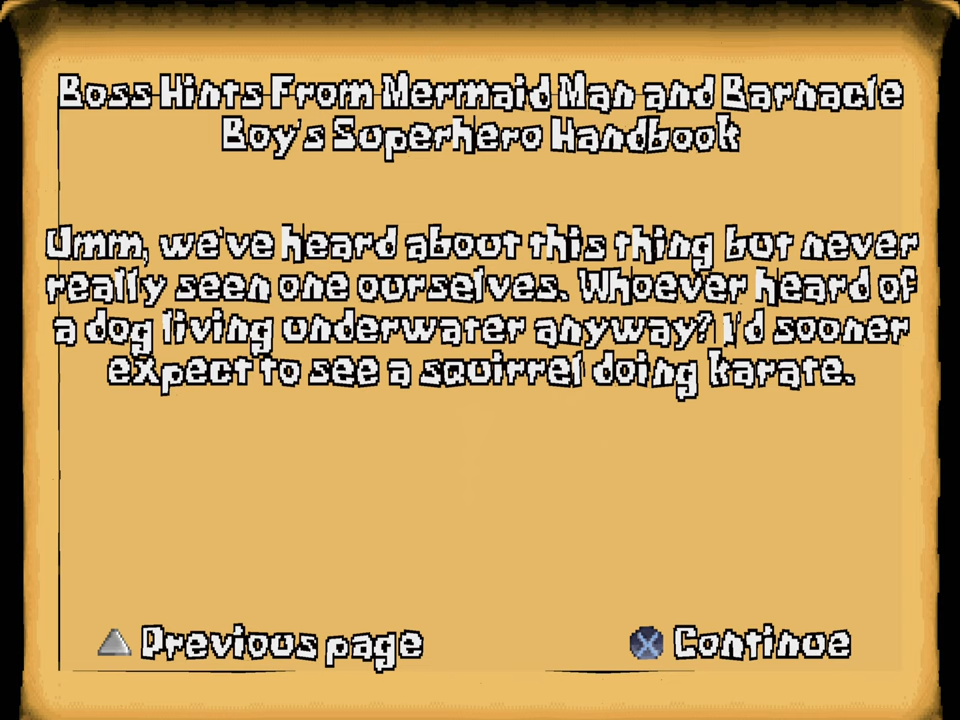 Boss Hints From Mermaid Man and Barnacle
Boy's Superhero Handbook
Umm, we've heard about this thing but never
really seen one ourselves. Whoever heard of
a dog living underwater anyway? I'd sooner
expect to see a squirrel doing karate.
Previous page
Continue